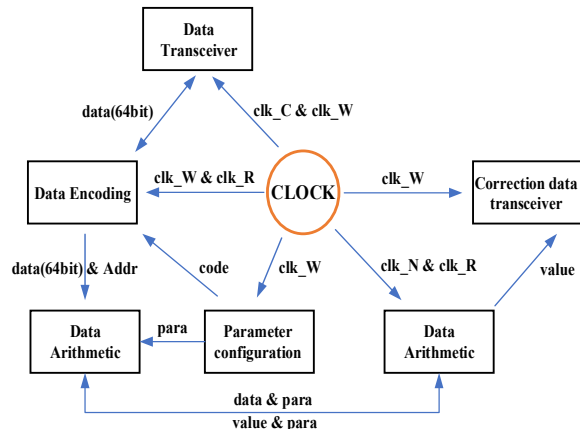 Data
Transceiver
data(64bit)
clk_C & clk_W
clk_W & clk_R
clk_W
Data Encoding
CLOCK
Correction data
transceiver
data(64bit) & Addr
code
clk_W
clk_N & clk_R
value
Data
Arithmetic
para
Parameter
configuration
Data
Arithmetic
data & para
value & para